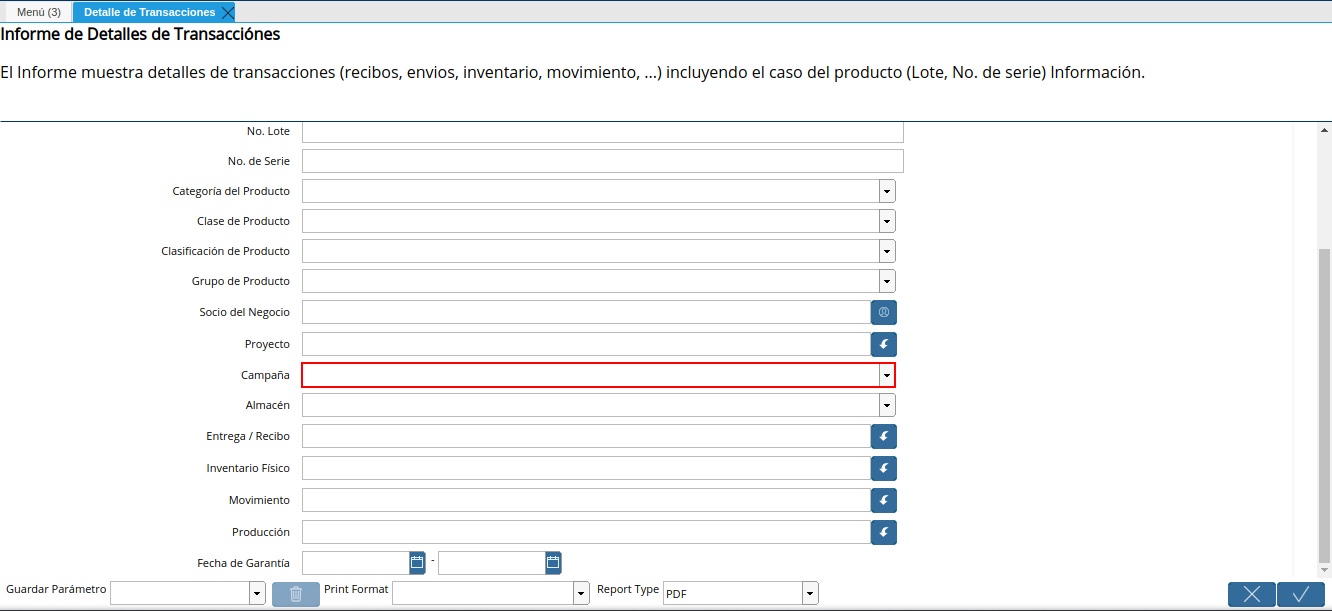 Menú (3)
Detalle de Transacciones
Informe de Detalles de Transacciónes
El Informe muestra detalles de transacciones (recibos, envios, inventario, movimiento, ...) incluyendo el caso del producto (Lote, No. de serie) Información.
No. Lote
No. de Serie
Categoría del Producto
Clase de Producto
Clasificación de Producto
Grupo de Producto
Socio del Negocio
Proyecto
Campaña
Almacén
Entrega / Recibo
Inventario Físico
Movimiento
Producción
Fecha de Garantía -
Guardar Parámetro Print Format Report Type PDF